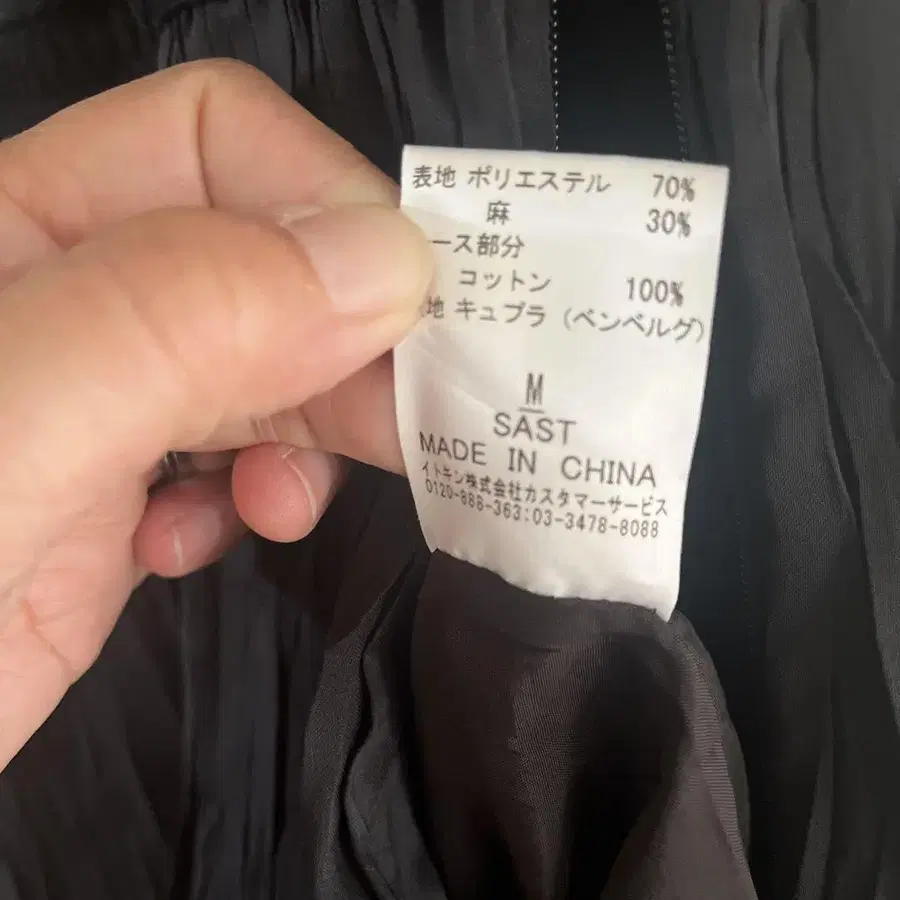 表地 ポリエステル 70%
麻 30%
ース部分
コットン 100%
地 キュプラ (ベンベルグ)
M
SAST
MADE IN CHINA
イトキン株式会社カスタマーサービス
0120-888-363:03-3478-8088